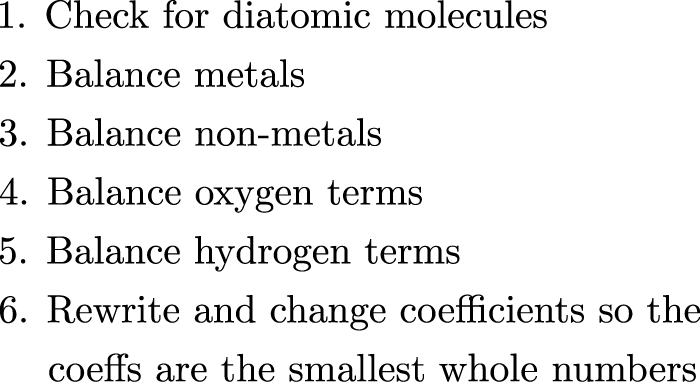 1. Check for diatomic molecules
2. Balance metals
3. Balance non-metals
4. Balance oxygen terms
5. Balance hydrogen terms
6. Rewrite and change coefficients so the
coeffs are the smallest whole numbers